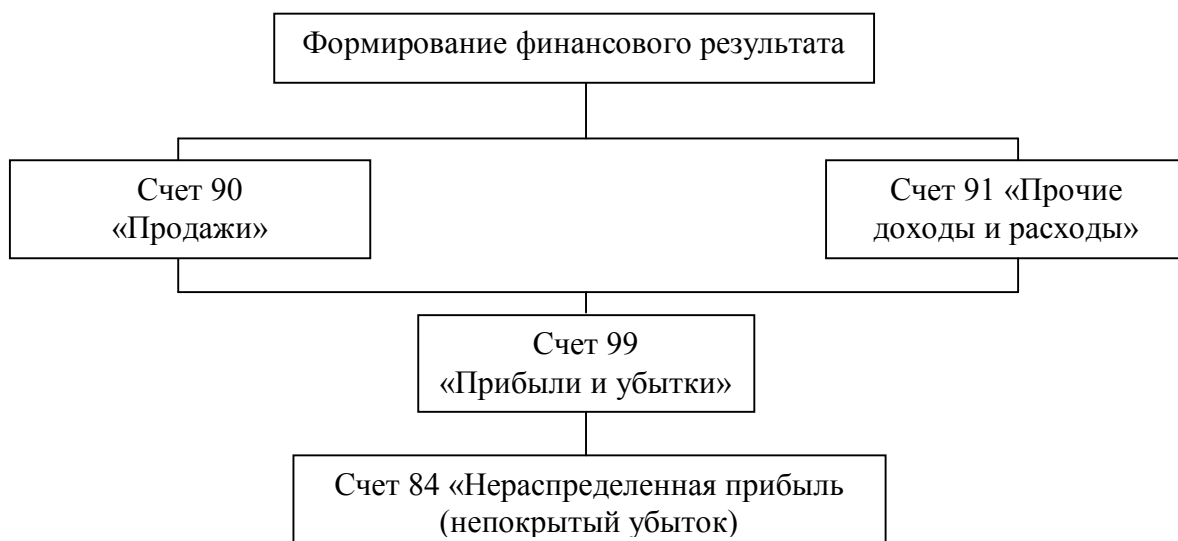 Формирование финансового результата
Счет 90
«Продажи»
Счет 91 «Прочие
доходы и расходы»
Счет 99
«Прибыли и убытки»
Счет 84 «Нераспределенная прибыль
(непокрытый убыток)